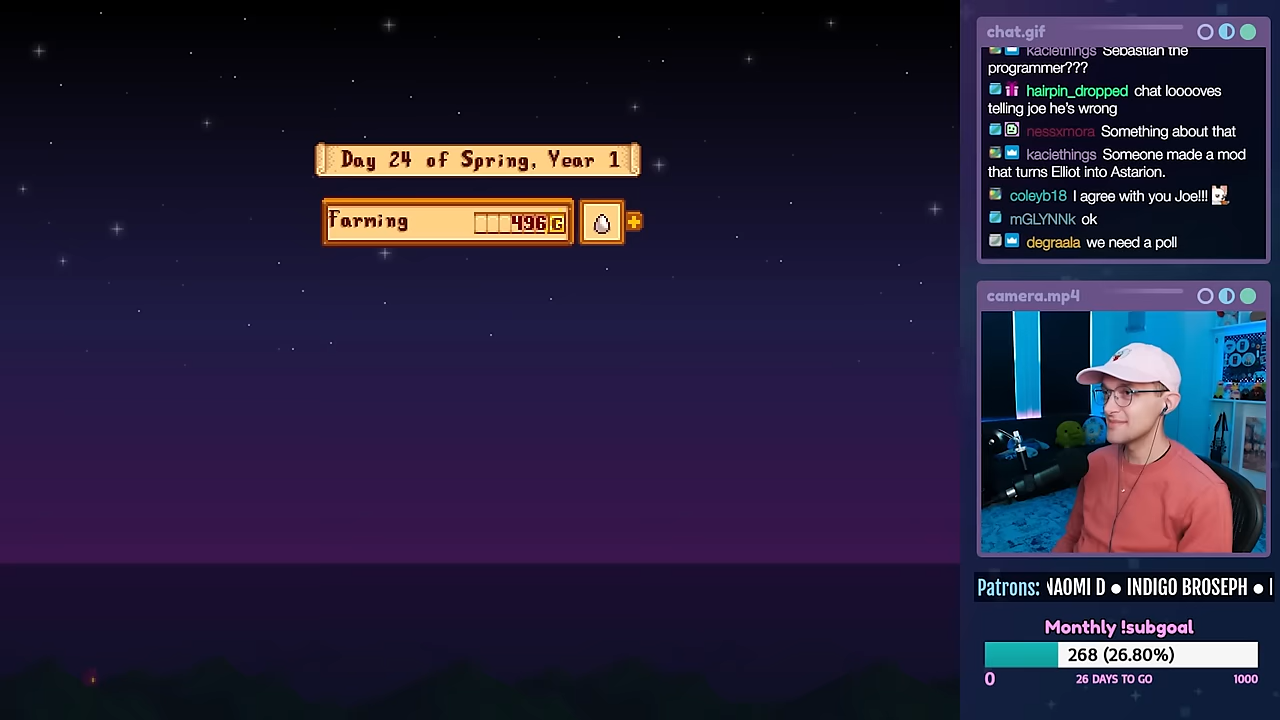 Day 24 of Spring, Year 1
Farming 496 G
chat.gif
kaciethings Sebastian the
programmer???
hairpin_dropped chat looooves
telling joe he's wrong
nessxmora Something about that
kaciethings Someone made a mod
that turns Elliot into Astarion.
coleyb18 I agree with you Joe!!!
mGLYNNk ok
degraala we need a poll
camera.mp4
Patrons: NAOMI D ● INDIGO BROSEPH ●
Monthly !subgoal
268 (26.80%)
0 26 DAYS TO GO 1000